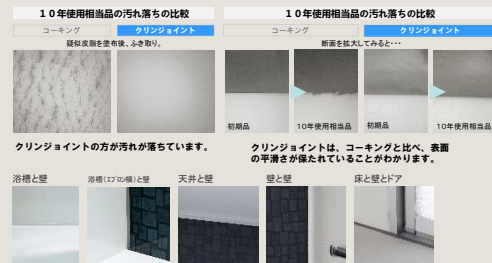 １０年使用相当品の汚れ落ちの比較
コーキング
クリンジョイント
疑似皮脂を塗布後、ふき取り。
クリンジョイントの方が汚れが落ちています。
１０年使用相当品の汚れ落ちの比較
コーキング
クリンジョイント
断面を拡大してみると･･･
初期品
10年使用相当品
初期品
10年使用相当品
クリンジョイントは、コーキングと比べ、表面
の平滑さが保たれていることがわかります。
浴槽と壁
浴槽(ｴﾌﾟﾛﾝ横)と壁
天井と壁
壁と壁
床と壁とドア